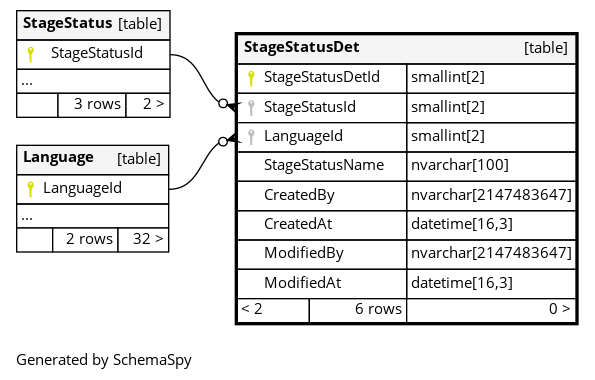 StageStatus [table]
StageStatusId
...
3 rows 2 >
Language [table]
LanguageId
...
2 rows 32 >
StageStatusDet [table]
StageStatusDetId smallint[2]
StageStatusId smallint[2]
LanguageId smallint[2]
StageStatusName nvarchar[100]
CreatedBy nvarchar[2147483647]
CreatedAt datetime[16,3]
ModifiedBy nvarchar[2147483647]
ModifiedAt datetime[16,3]
< 2 6 rows 0 >
Generated by SchemaSpy